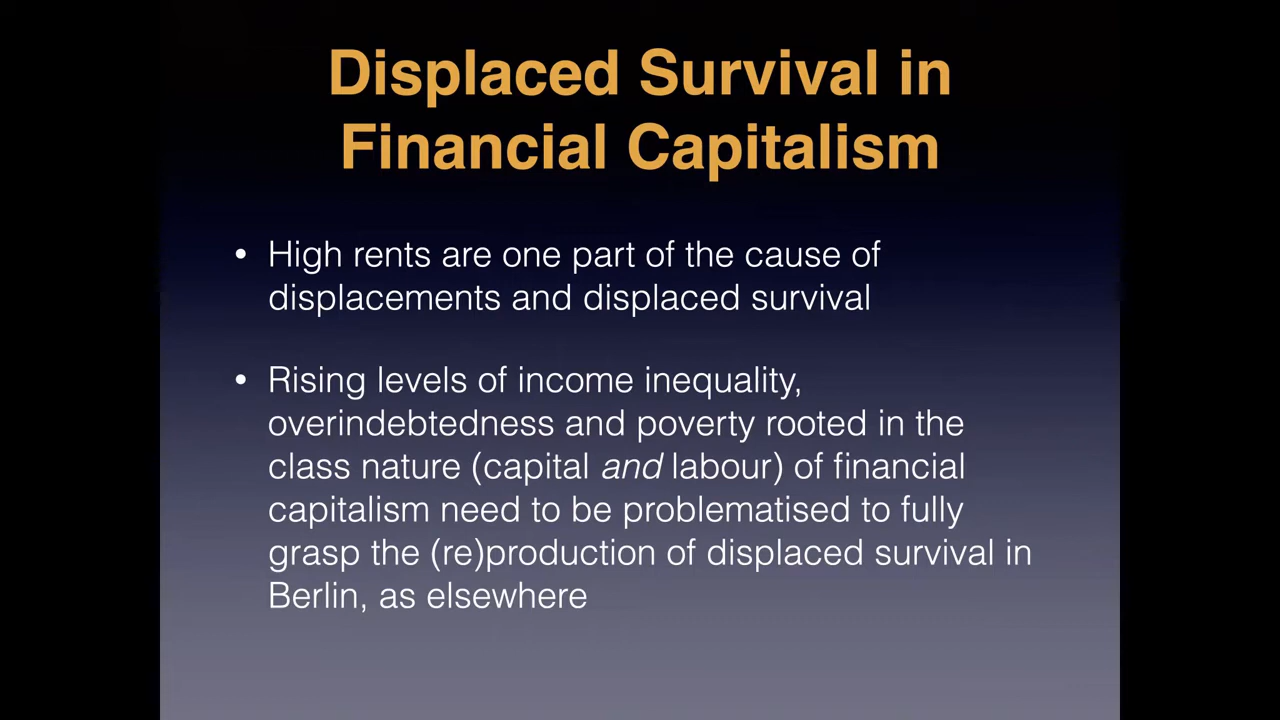 Displaced Survival in
Financial Capitalism
• High rents are one part of the cause of
displacements and displaced survival
• Rising levels of income inequality,
overindebtedness and poverty rooted in the
class nature (capital and labour) of financial
capitalism need to be problematised to fully
grasp the (re)production of displaced survival in
Berlin, as elsewhere